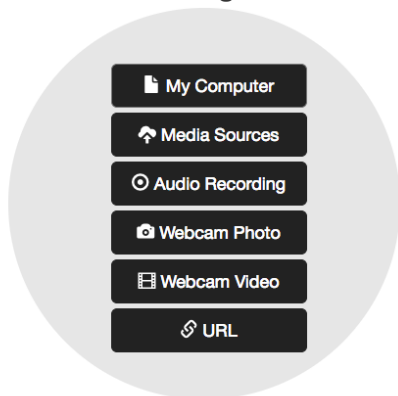 My Computer
Media Sources
Audio Recording
Webcam Photo
Webcam Video
URL